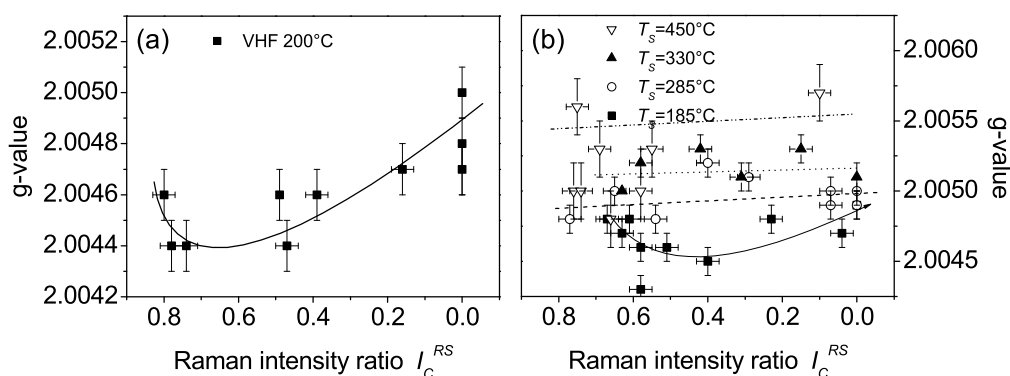 (a)
VHF 200°C
g-value
2.0052
2.0050
2.0048
2.0046
2.0044
2.0042
0.8 0.6 0.4 0.2 0.0
Raman intensity ratio I_C^RS
(b)
T_S=450°C
T_S=330°C
T_S=285°C
T_S=185°C
2.0060
2.0055
2.0050
2.0045
g-value
0.8 0.6 0.4 0.2 0.0
Raman intensity ratio I_C^RS